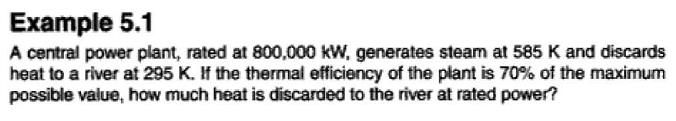 Example 5.1
A central power plant, rated at 800,000 kW, generates steam at 585 K and discards
heat to a river at 295 K. If the thermal efficiency of the plant is 70% of the maximum
possible value, how much heat is discarded to the river at rated power?